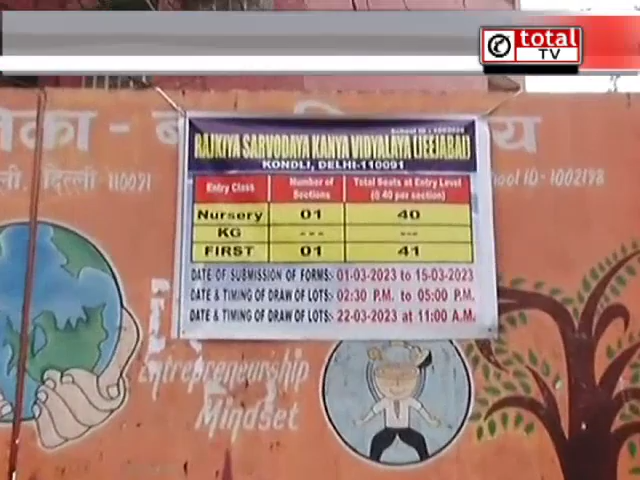 total
TV
School ID : 1002028
RAJKIYA SARVODAYA KANYA VIDYALAYA (JEEJABAI)
KONDLI, DELHI-110091
Entry Class Number of Sections Total Seats at Entry Level (@ 40 per section)
Nursery 01 40
KG --- ---
FIRST 01 41
DATE OF SUBMISSION OF FORMS:- 01-03-2023 to 15-03-2023
DATE & TIMING OF DRAW OF LOTS:- 02:30 P.M. to 05:00 P.M.
DATE & TIMING OF DRAW OF LOTS:- 22-03-2023 at 11:00 A.M.
दिल्ली 110091
School ID-1002198
Entrepreneurship
Mindset